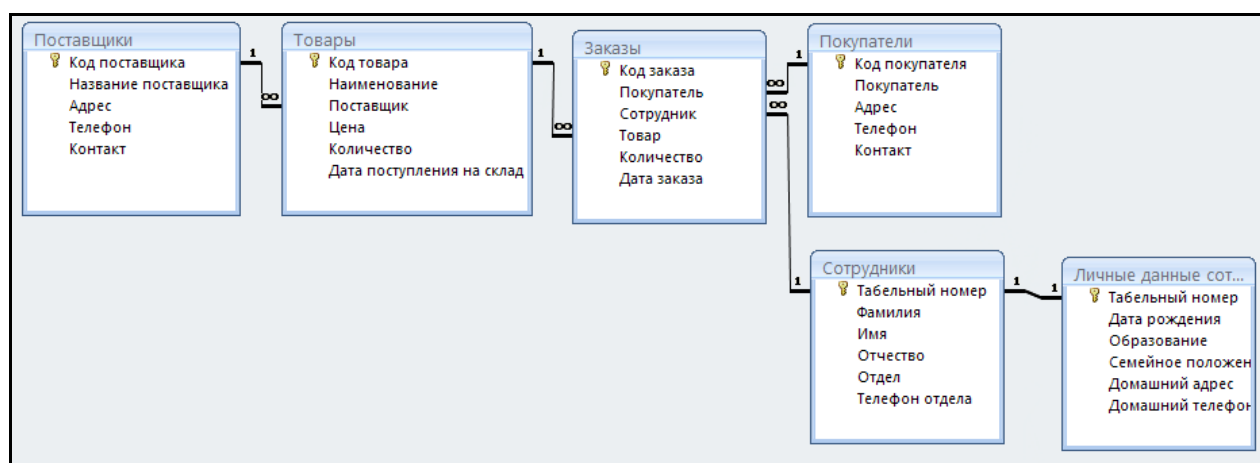 Поставщики
Код поставщика
Название поставщика
Адрес
Телефон
Контакт
1
∞
Товары
Код товара
Наименование
Поставщик
Цена
Количество
Дата поступления на склад
1
∞
Заказы
Код заказа
Покупатель
Сотрудник
Товар
Количество
Дата заказа
∞
1
∞
1
Покупатели
Код покупателя
Покупатель
Адрес
Телефон
Контакт
Сотрудники
Табельный номер
Фамилия
Имя
Отчество
Отдел
Телефон отдела
1
1
Личные данные сот...
Табельный номер
Дата рождения
Образование
Семейное положен
Домашний адрес
Домашний телефон